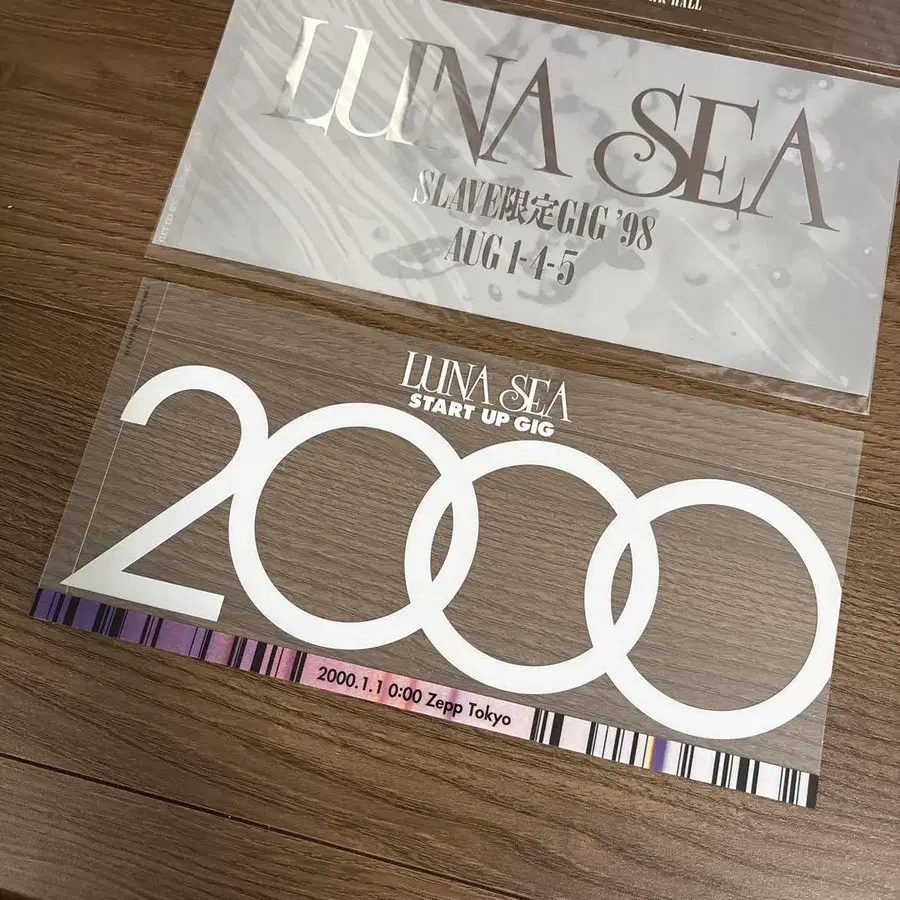 HALL
LUNA SEA
SLAVE限定GIG '98
AUG 1-4-5
LUNA SEA
START UP GIG
2000
2000.1.1 0:00 Zepp Tokyo